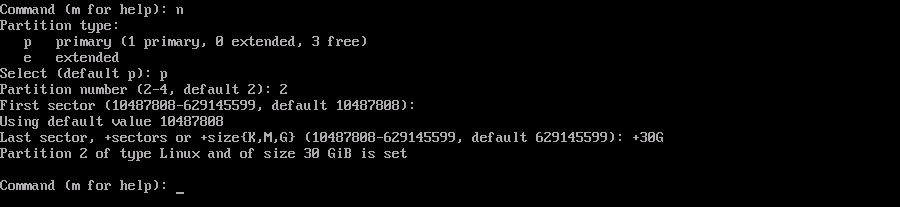 Command (m for help): n
Partition type:
   p   primary (1 primary, 0 extended, 3 free)
   e   extended
Select (default p): p
Partition number (2-4, default 2): 2
First sector (10487808-629145599, default 10487808):
Using default value 10487808
Last sector, +sectors or +size{K,M,G} (10487808-629145599, default 629145599): +30G
Partition 2 of type Linux and of size 30 GiB is set

Command (m for help): _